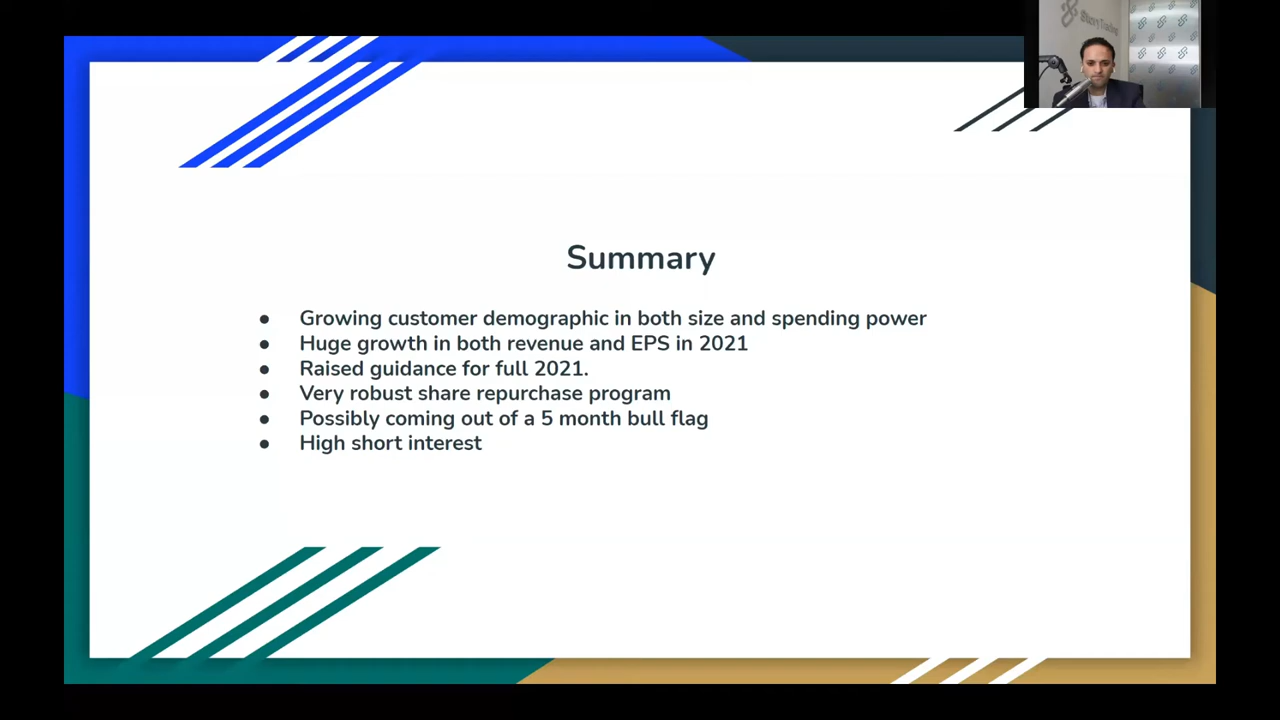 Summary
● Growing customer demographic in both size and spending power
● Huge growth in both revenue and EPS in 2021
● Raised guidance for full 2021.
● Very robust share repurchase program
● Possibly coming out of a 5 month bull flag
● High short interest